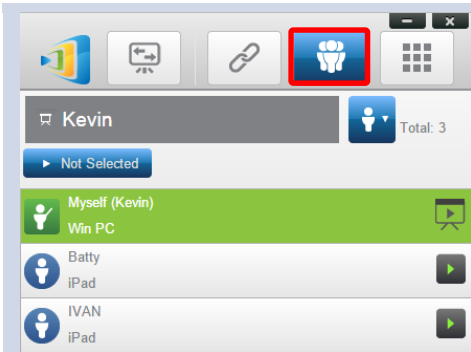 Kevin
Total: 3
Not Selected
Myself (Kevin)
Win PC
Batty
iPad
IVAN
iPad